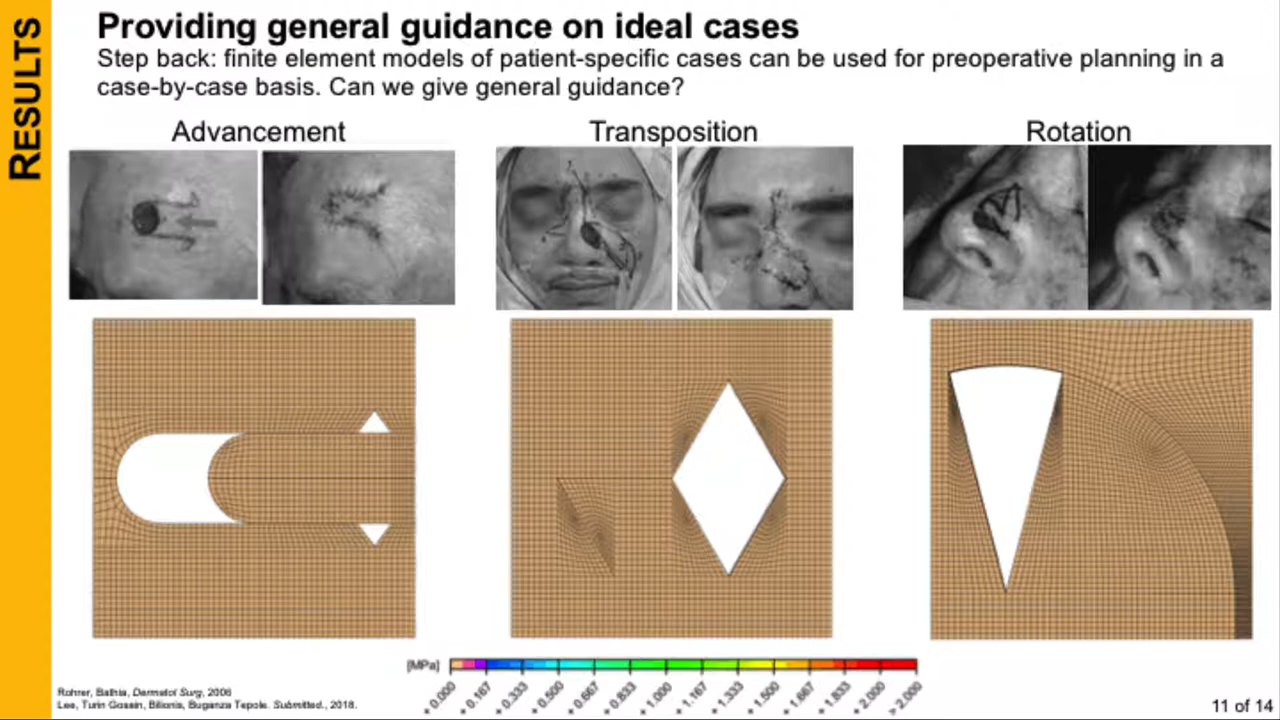 RESULTS
Providing general guidance on ideal cases
Step back: finite element models of patient-specific cases can be used for preoperative planning in a
case-by-case basis. Can we give general guidance?
Advancement
Transposition
Rotation
[MPa]
+ 0.000
+ 0.167
+ 0.333
+ 0.500
+ 0.667
+ 0.833
+ 1.000
+ 1.167
+ 1.333
+ 1.500
+ 1.667
+ 1.833
+ 2.000
> 2.000
Rohrer, Bathia, Dermatol Surg, 2006
Lee, Turin Gosain, Bilionis, Buganza Tepole. Submitted., 2018.
11 of 14